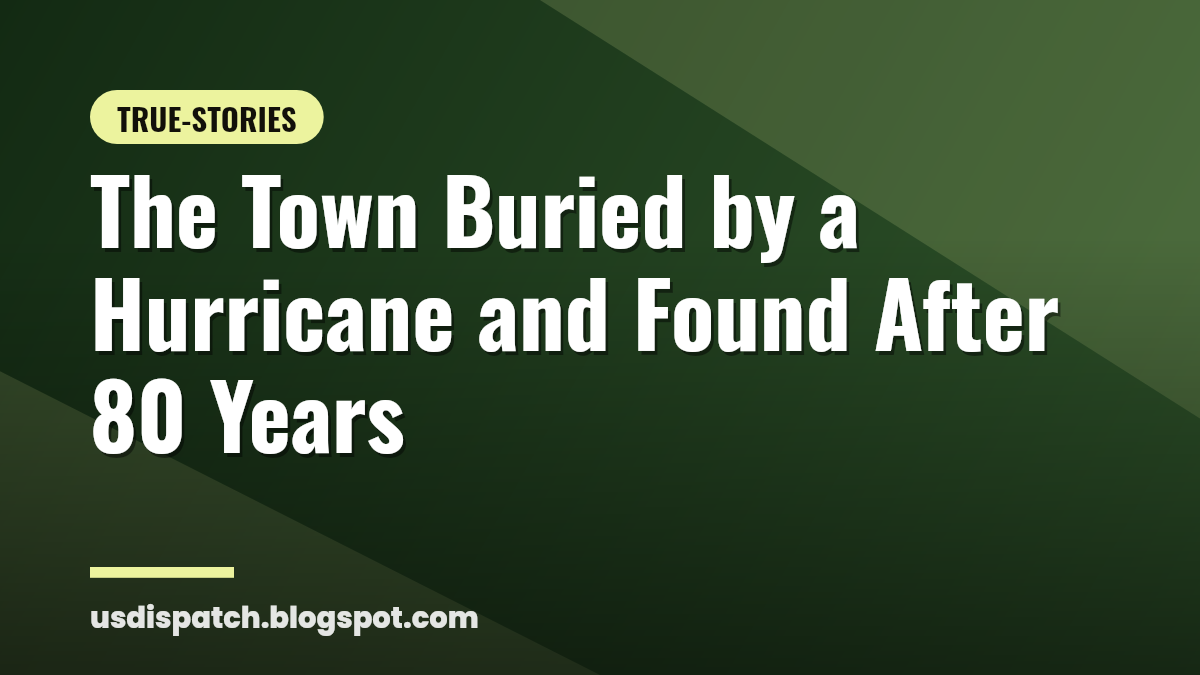 TRUE-STORIES
The Town Buried by a
Hurricane and Found After
80 Years
usdispatch.blogspot.com